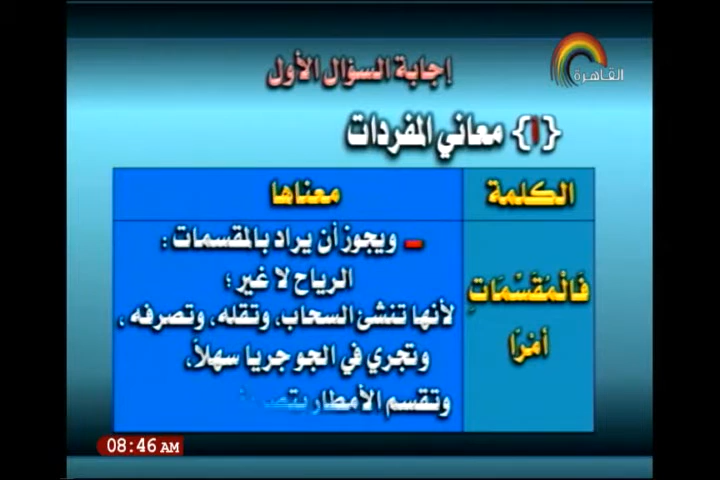 القاهرة
إجابة السؤال الأول
{أ} معاني المفردات
الكلمة
معناها
فَالْمُقَسِّمَاتِ
أَمْرًا
- ويجوز أن يراد بالمقسمات :
الرياح لا غير ؛
لأنها تنشئ السحاب، وتقله، وتصرفه ،
وتجري في الجو جريا سهلاً،
وتقسم الأمطار
08:46 AM